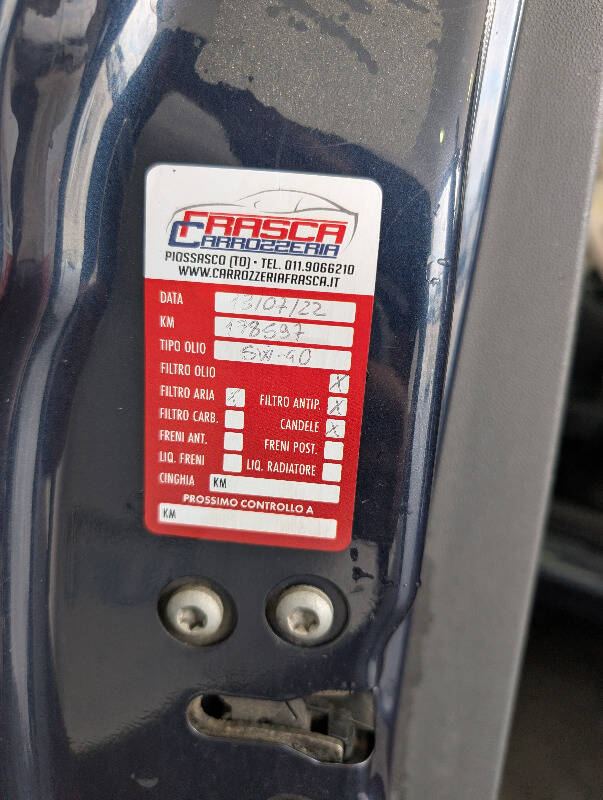 FRASCA
CARROZZERIA
PIOSSASCO (TO) • TEL. 011.9066210
WWW.CARROZZERIAFRASCA.IT
DATA 13/07/22
KM 178597
TIPO OLIO 5W-40
FILTRO OLIO X
FILTRO ARIA X FILTRO ANTIP. X
FILTRO CARB. CANDELE X
FRENI ANT. FRENI POST.
LIQ. FRENI LIQ. RADIATORE
CINGHIA KM
PROSSIMO CONTROLLO A
KM